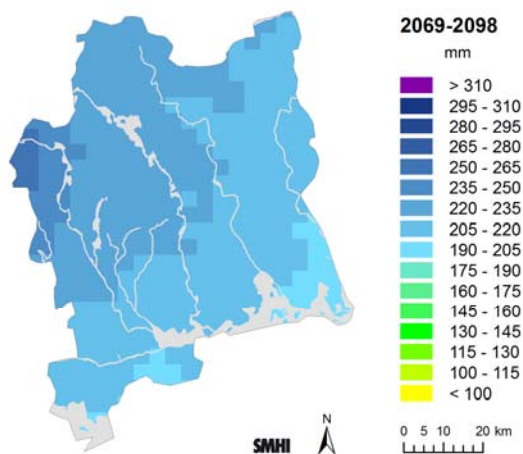 2069-2098
mm
> 310
295 - 310
280 - 295
265 - 280
250 - 265
235 - 250
220 - 235
205 - 220
190 - 205
175 - 190
160 - 175
145 - 160
130 - 145
115 - 130
100 - 115
< 100
SMHI N
0 5 10 20 km